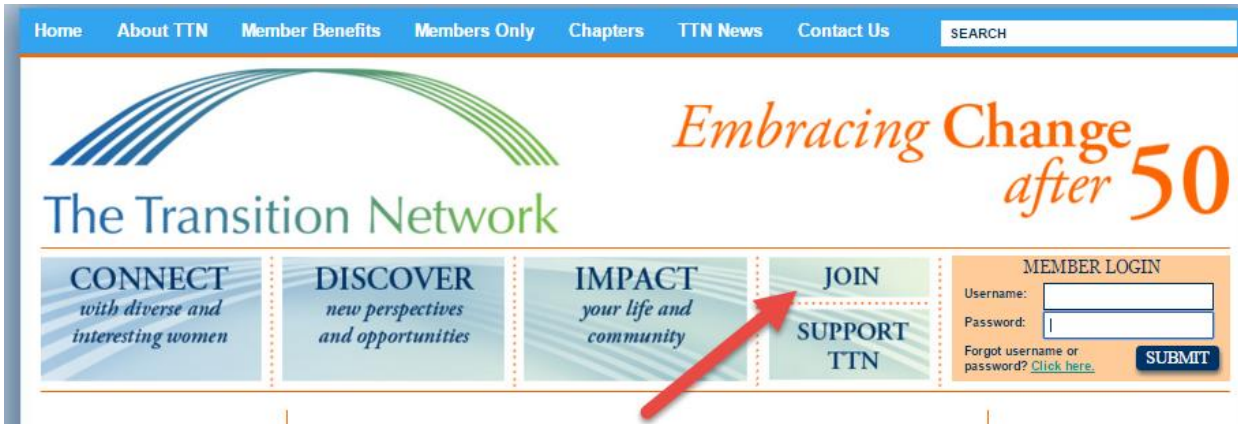 Home About TTN Member Benefits Members Only Chapters TTN News Contact Us SEARCH
The Transition Network
Embracing Change
after 50
CONNECT
with diverse and
interesting women
DISCOVER
new perspectives
and opportunities
IMPACT
your life and
community
JOIN
SUPPORT
TTN
MEMBER LOGIN
Username:
Password:
Forgot username or
password? Click here.
SUBMIT